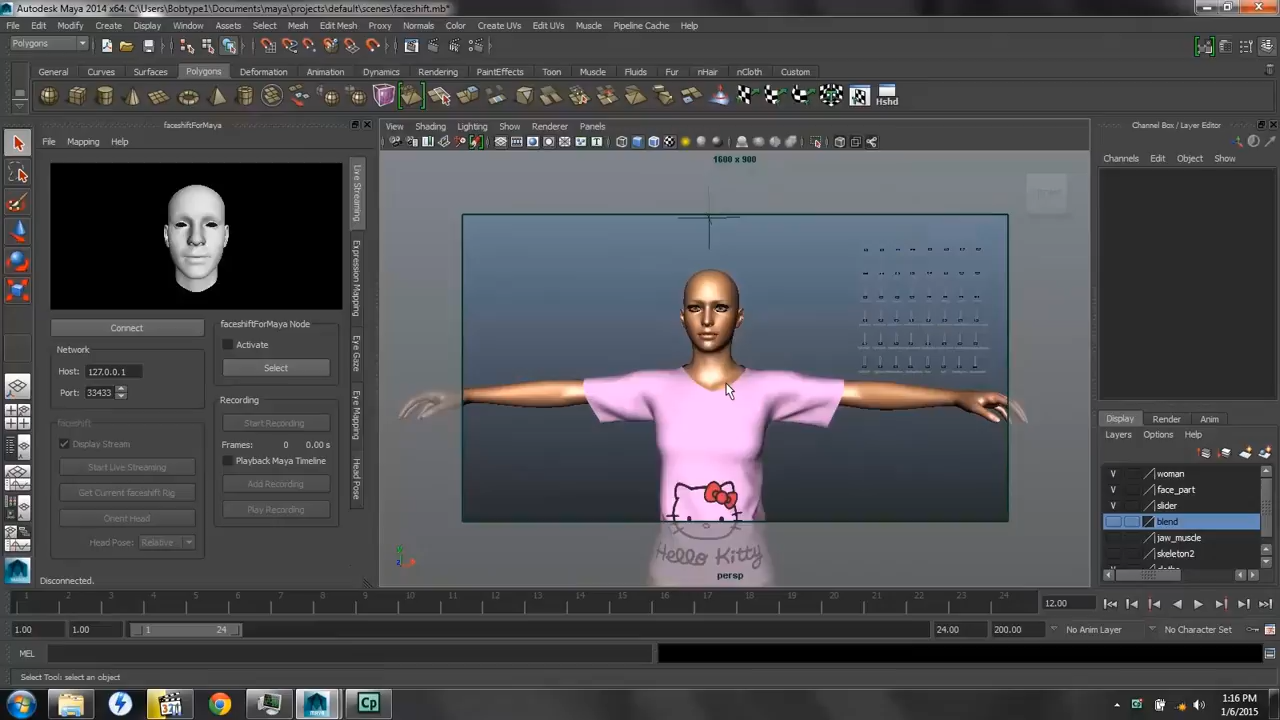 Autodesk Maya 2014 x64: C:\Users\Bobtype1\Documents\maya\projects\default\scenes\faceshift.mb*
File Edit Modify Create Display Window Assets Select Mesh Edit Mesh Proxy Normals Color Create UVs Edit UVs Muscle Pipeline Cache Help
Polygons
General Curves Surfaces Polygons Deformation Animation Dynamics Rendering PaintEffects Toon Muscle Fluids Fur nHair nCloth Custom
Hshd
faceshiftForMaya
File Mapping Help
Live Streaming
Expression Mapping
Eye Gaze
Eye Mapping
Head Pose
Connect
Network
Host: 127.0.0.1
Port: 33433
faceshift
Display Stream
Start Live Streaming
Get Current faceshift Rig
Orient Head
Head Pose: Relative
faceshiftForMaya Node
Activate
Select
Recording
Start Recording
Frames: 0 0.00 s
Playback Maya Timeline
Add Recording
Play Recording
Disconnected.
View Shading Lighting Show Renderer Panels
1600 x 900
Hello Kitty
persp
Channel Box / Layer Editor
Channels Edit Object Show
Display Render Anim
Layers Options Help
V woman
V face_part
V slider
blend
jaw_muscle
skeleton2
1 2 3 4 5 6 7 8 9 10 11 12 13 14 15 16 17 18 19 20 21 22 23 24
12.00
1.00 1.00 1 24 24.00 200.00 No Anim Layer No Character Set
MEL
Select Tool: select an object
Cp
1:16 PM
1/6/2015